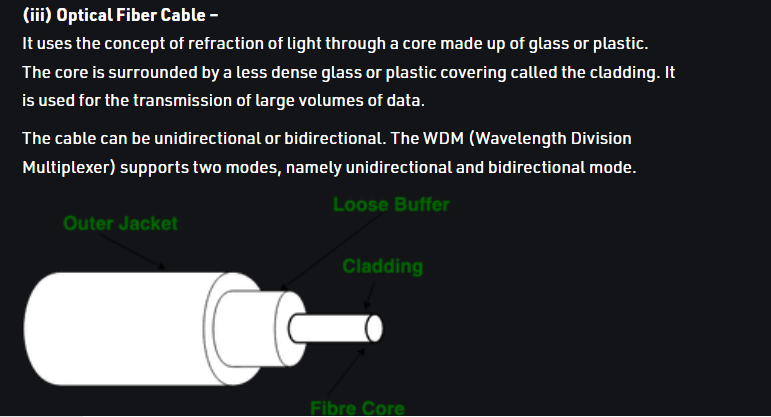 (iii) Optical Fiber Cable –
It uses the concept of refraction of light through a core made up of glass or plastic.
The core is surrounded by a less dense glass or plastic covering called the cladding. It
is used for the transmission of large volumes of data.
The cable can be unidirectional or bidirectional. The WDM (Wavelength Division
Multiplexer) supports two modes, namely unidirectional and bidirectional mode.
Loose Buffer
Outer Jacket
Cladding
Fibre Core